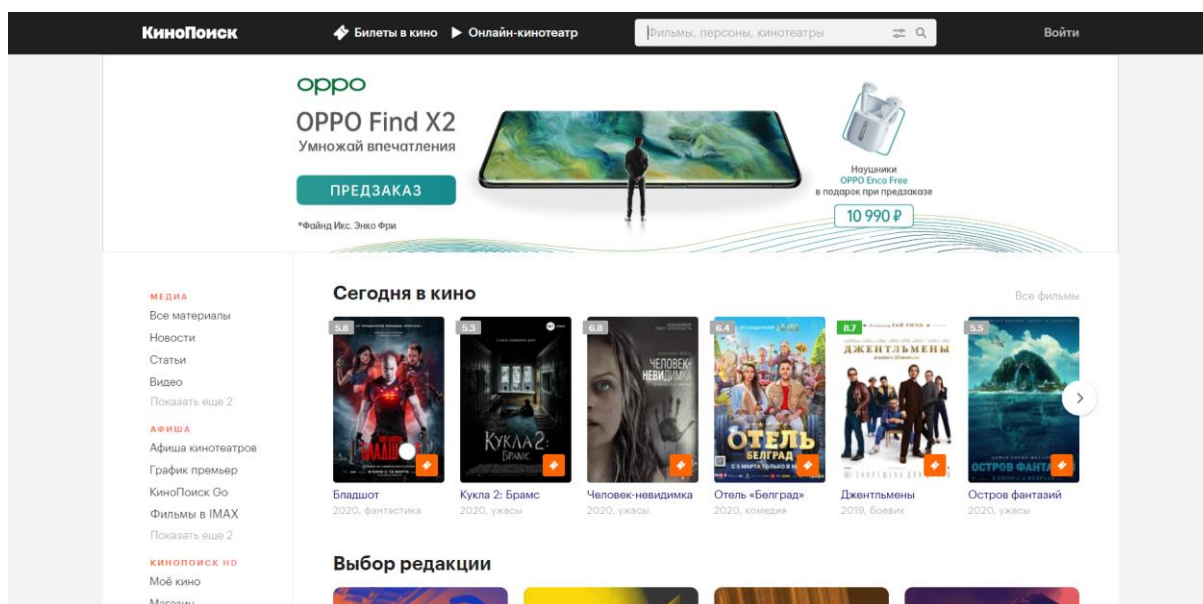 КиноПоиск
Билеты в кино
Онлайн-кинотеатр
Фильмы, персоны, кинотеатры
Войти
oppo
OPPO Find X2
Умножай впечатления
ПРЕДЗАКАЗ
*Файнд Икс. Энко Фри
Наушники
OPPO Enco Free
в подарок при предзаказе
10 990 ₽
МЕДИА
Все материалы
Новости
Статьи
Видео
Показать еще 2
АФИША
Афиша кинотеатров
График премьер
КиноПоиск Go
Фильмы в IMAX
Показать еще 2
КИНОПОИСК HD
Моё кино
Магазин
Сегодня в кино
Все фильмы
5.8
5.3
6.8
6.4
8.7
5.5
КУКЛА 2:
БРАМС
ЧЕЛОВЕК-
НЕВИДИМКА
ОТЕЛЬ
БЕЛГРАД
ДЖЕНТЛЬМЕНЫ
Бладшот
2020, фантастика
Кукла 2: Брамс
2020, ужасы
Человек-невидимка
2020, ужасы
Отель «Белград»
2020, комедия
Джентльмены
2019, боевик
Остров фантазий
2020, ужасы
Выбор редакции